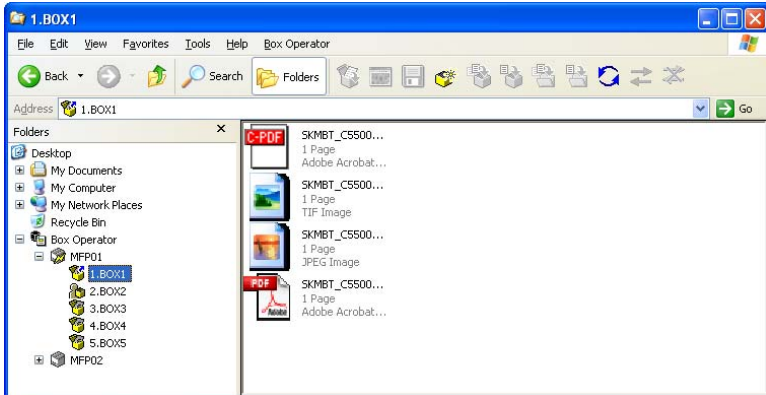 1.BOX1
File Edit View Favorites Tools Help Box Operator
Back Search Folders
Address 1.BOX1 Go
Folders x
Desktop
My Documents
My Computer
My Network Places
Recycle Bin
Box Operator
MFP01
1.BOX1
2.BOX2
3.BOX3
4.BOX4
5.BOX5
MFP02
C-PDF
SKMBT_C5500...
1 Page
Adobe Acrobat...
SKMBT_C5500...
1 Page
TIF Image
SKMBT_C5500...
1 Page
JPEG Image
PDF
SKMBT_C5500...
1 Page
Adobe Acrobat...
Adobe